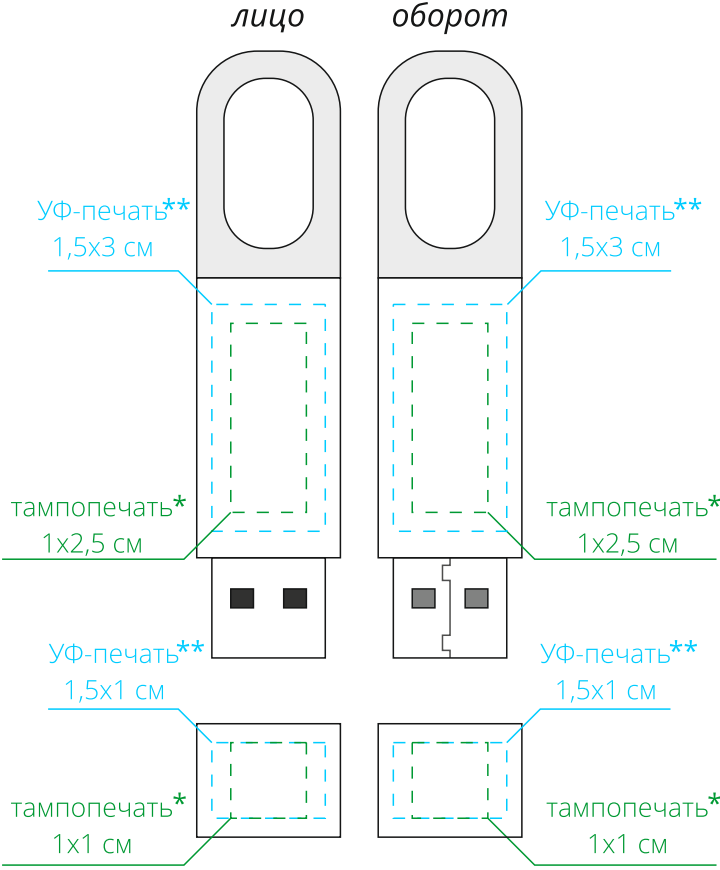 лицо
оборот
УФ-печать**
1,5х3 см
УФ-печать**
1,5х3 см
тампопечать*
1х2,5 см
тампопечать*
1х2,5 см
УФ-печать**
1,5х1 см
УФ-печать**
1,5х1 см
тампопечать*
1х1 см
тампопечать*
1х1 см